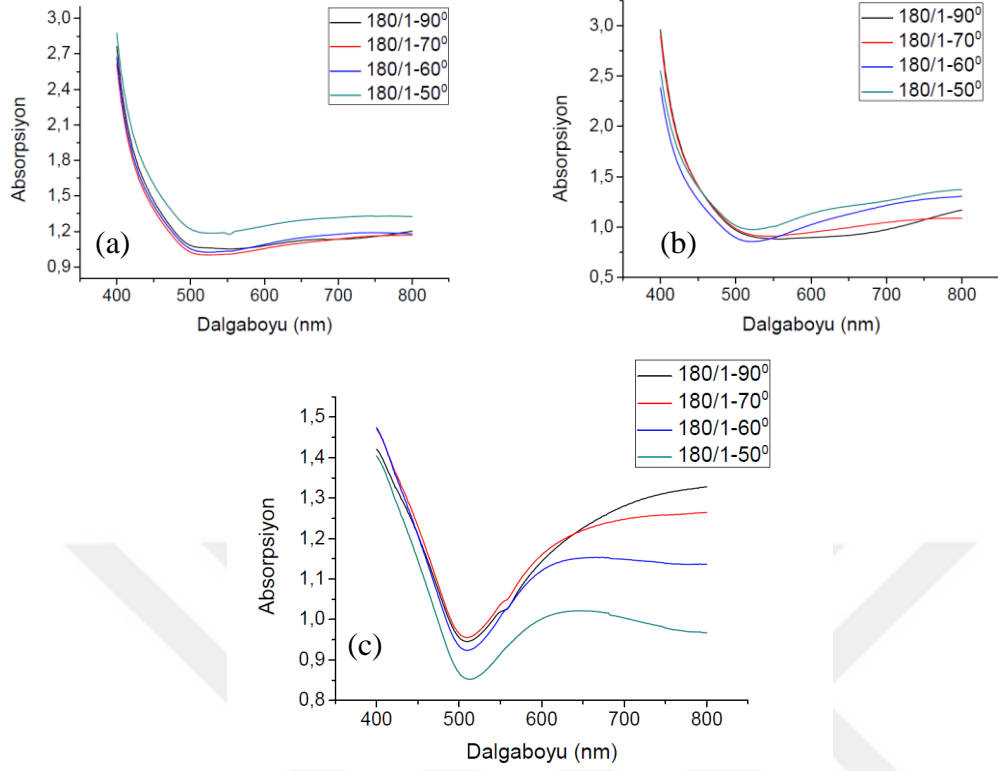 180/1-90⁰
180/1-70⁰
180/1-60⁰
180/1-50⁰
Absorpsiyon
3,0
2,7
2,4
2,1
1,8
1,5
1,2
0,9
(a)
400 500 600 700 800
Dalgaboyu (nm)
180/1-90⁰
180/1-70⁰
180/1-60⁰
180/1-50⁰
Absorpsiyon
3,0
2,5
2,0
1,5
1,0
0,5
(b)
400 500 600 700 800
Dalgaboyu (nm)
180/1-90⁰
180/1-70⁰
180/1-60⁰
180/1-50⁰
Absorpsiyon
1,5
1,4
1,3
1,2
1,1
1,0
0,9
0,8
(c)
400 500 600 700 800
Dalgaboyu (nm)